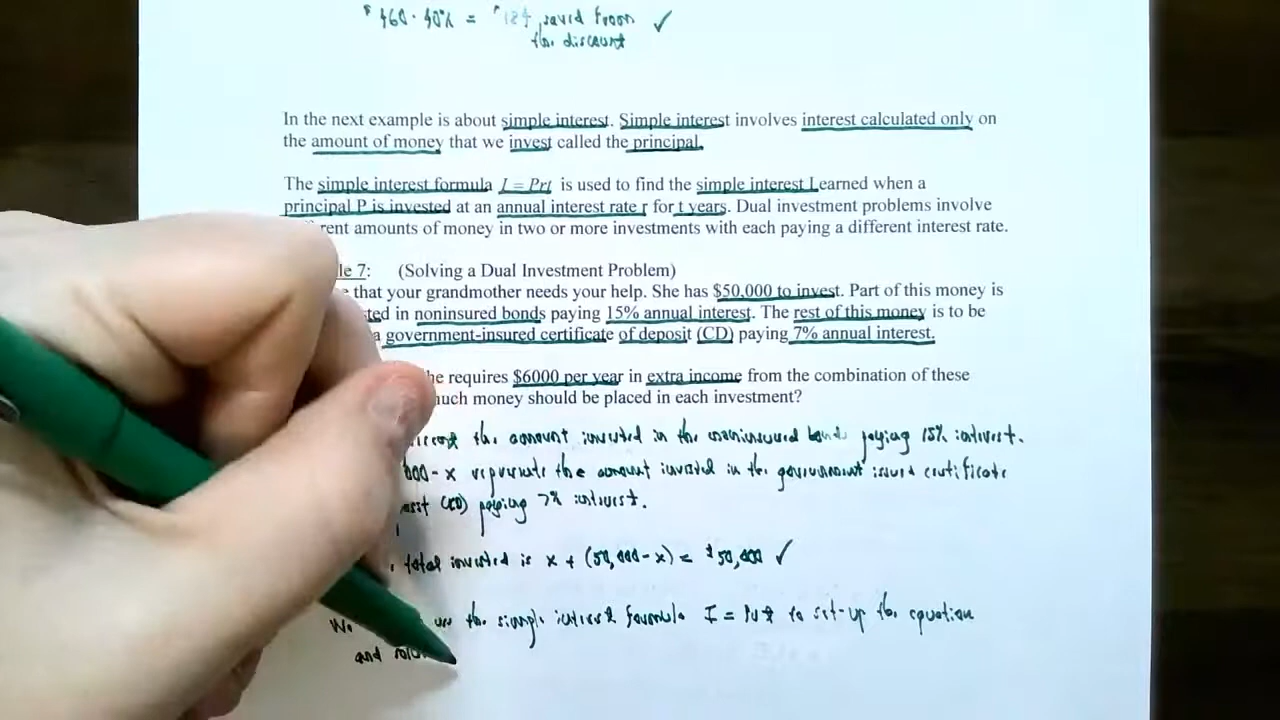 $460 · 40% = $184 saved from ✓
the discount
In the next example is about simple interest. Simple interest involves interest calculated only on
the amount of money that we invest called the principal.
The simple interest formula I = Prt is used to find the simple interest I earned when a
principal P is invested at an annual interest rate r for t years. Dual investment problems involve
rent amounts of money in two or more investments with each paying a different interest rate.
le 7: (Solving a Dual Investment Problem)
that your grandmother needs your help. She has $50,000 to invest. Part of this money is
ted in noninsured bonds paying 15% annual interest. The rest of this money is to be
a government-insured certificate of deposit (CD) paying 7% annual interest.
he requires $6000 per year in extra income from the combination of these
uch money should be placed in each investment?
the amount invested in the noninsured bonds paying 15% interest.
000 - x represents the amount invested in the government issued certificate
(CD) paying 7% interest.
total invested is x + (50,000 - x) = $50,000 ✓
We use the simple interest formula I = Prt to set-up the equation
and solv